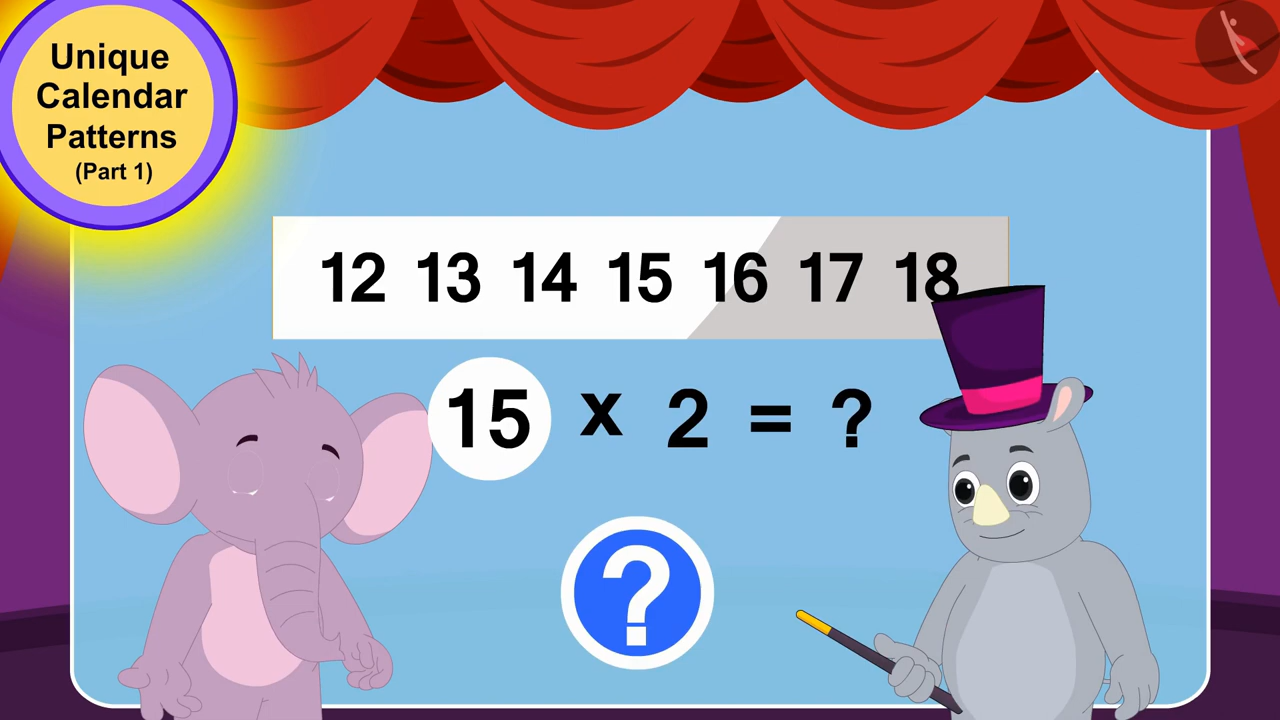 Unique
Calendar
Patterns
(Part 1)
12 13 14 15 16 17 18
15 x 2 = ?
?